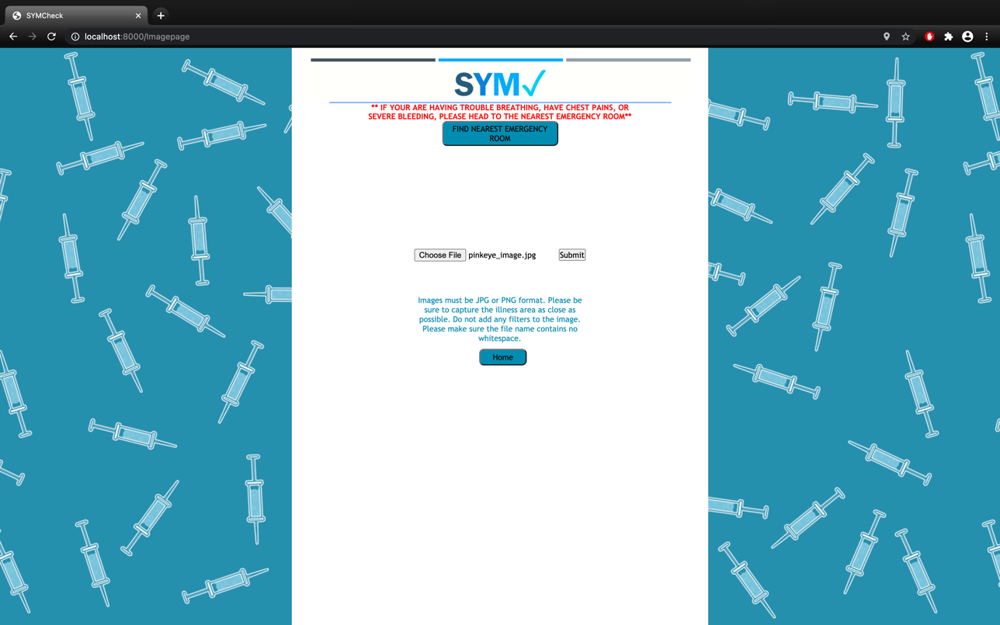 SYMCheck
localhost:8000/Imagepage
SYM
** IF YOUR ARE HAVING TROUBLE BREATHING, HAVE CHEST PAINS, OR
SEVERE BLEEDING, PLEASE HEAD TO THE NEAREST EMERGENCY ROOM**
FIND NEAREST EMERGENCY
ROOM
Choose File pinkeye_image.jpg Submit
Images must be JPG or PNG format. Please be
sure to capture the illness area as close as
possible. Do not add any filters to the image.
Please make sure the file name contains no
whitespace.
Home